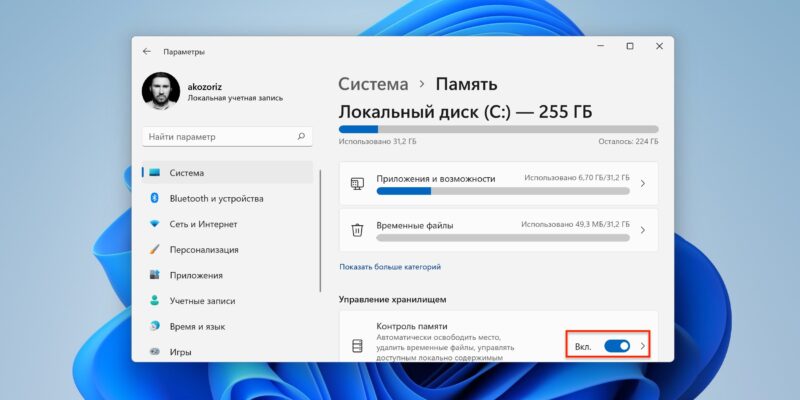 Параметры
akozoriz
Локальная учетная запись
Найти параметр
Система
Bluetooth и устройства
Сеть и Интернет
Персонализация
Приложения
Учетные записи
Время и язык
Игры
Система > Память
Локальный диск (C:) — 255 ГБ
Использовано 31,2 ГБ
Осталось: 224 ГБ
Приложения и возможности
Использовано 6,70 ГБ/31,2 ГБ
Временные файлы
Использовано 49,3 МБ/31,2 ГБ
Показать больше категорий
Управление хранилищем
Контроль памяти
Автоматически освободить место,
удалить временные файлы, управлять
доступным локально содержимым
Вкл.